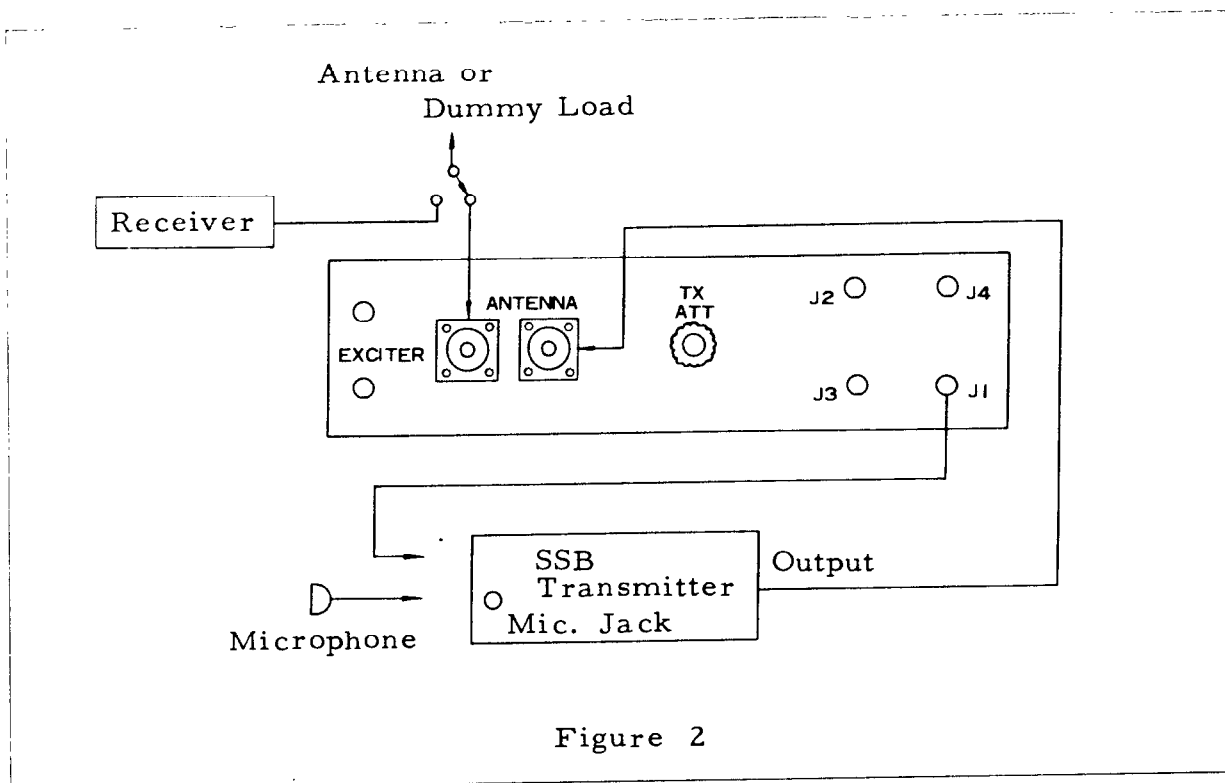 Antenna or
Dummy Load
Receiver
ANTENNA
EXCITER
TX
ATT
J2
J4
J3
J1
SSB
Transmitter
Mic. Jack
Output
Microphone
Figure 2